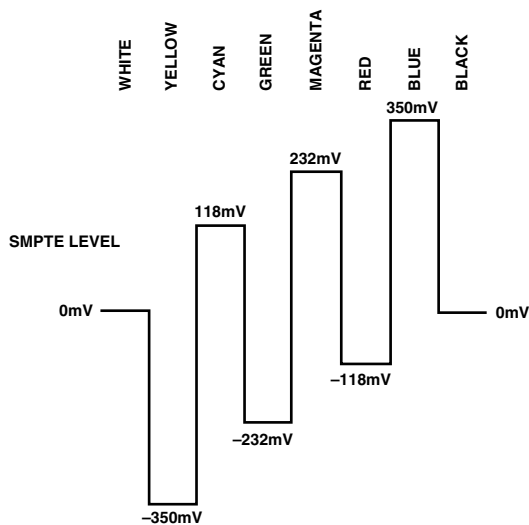 WHITE
YELLOW
CYAN
GREEN
MAGENTA
RED
BLUE
BLACK
350mV
232mV
118mV
SMPTE LEVEL
0mV
0mV
–118mV
–232mV
–350mV